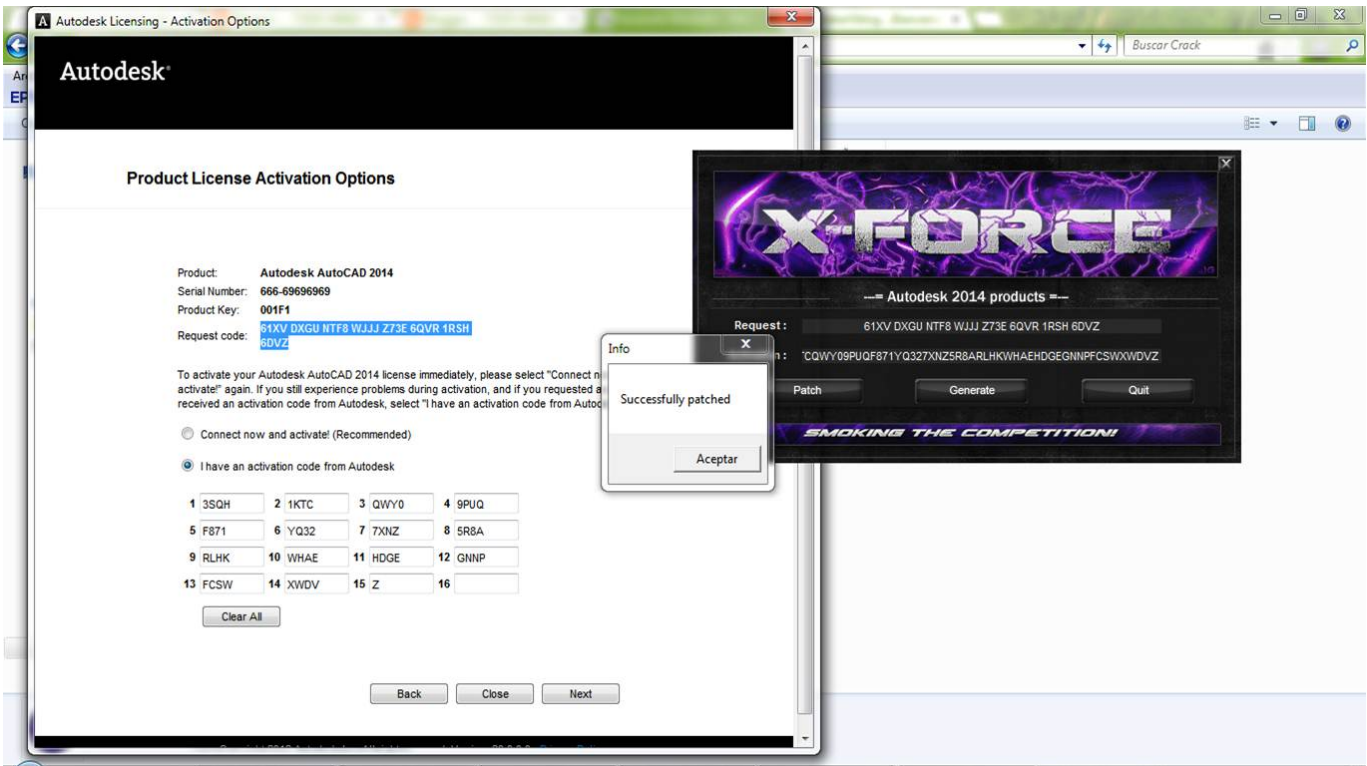 Autodesk Licensing - Activation Options
Buscar Crack
Autodesk
Product License Activation Options
Product: Autodesk AutoCAD 2014
Serial Number: 666-69696969
Product Key: 001F1
Request code: 61XV DXGU NTF8 WJJJ Z73E 6QVR 1RSH
6DVZ
To activate your Autodesk AutoCAD 2014 license immediately, please select "Connect
activate!" again. If you still experience problems during activation, and if you requested
received an activation code from Autodesk, select "I have an activation code from
Connect now and activate! (Recommended)
I have an activation code from Autodesk
1 3SQH 2 1KTC 3 QWY0 4 9PUQ
5 F871 6 YQ32 7 7XNZ 8 5R8A
9 RLHK 10 WHAE 11 HDGE 12 GNNP
13 FCSW 14 XWDV 15 Z 16
Clear All
Back Close Next
X-FORCE
---= Autodesk 2014 products =---
Request: 61XV DXGU NTF8 WJJJ Z73E 6QVR 1RSH 6DVZ
CQWY09PUQF871YQ327XNZ5R8ARLHKWHAEHDGEGNNPFCSWXWDVZ
Patch Generate Quit
SMOKING THE COMPETITION!
Info
Successfully patched
Aceptar